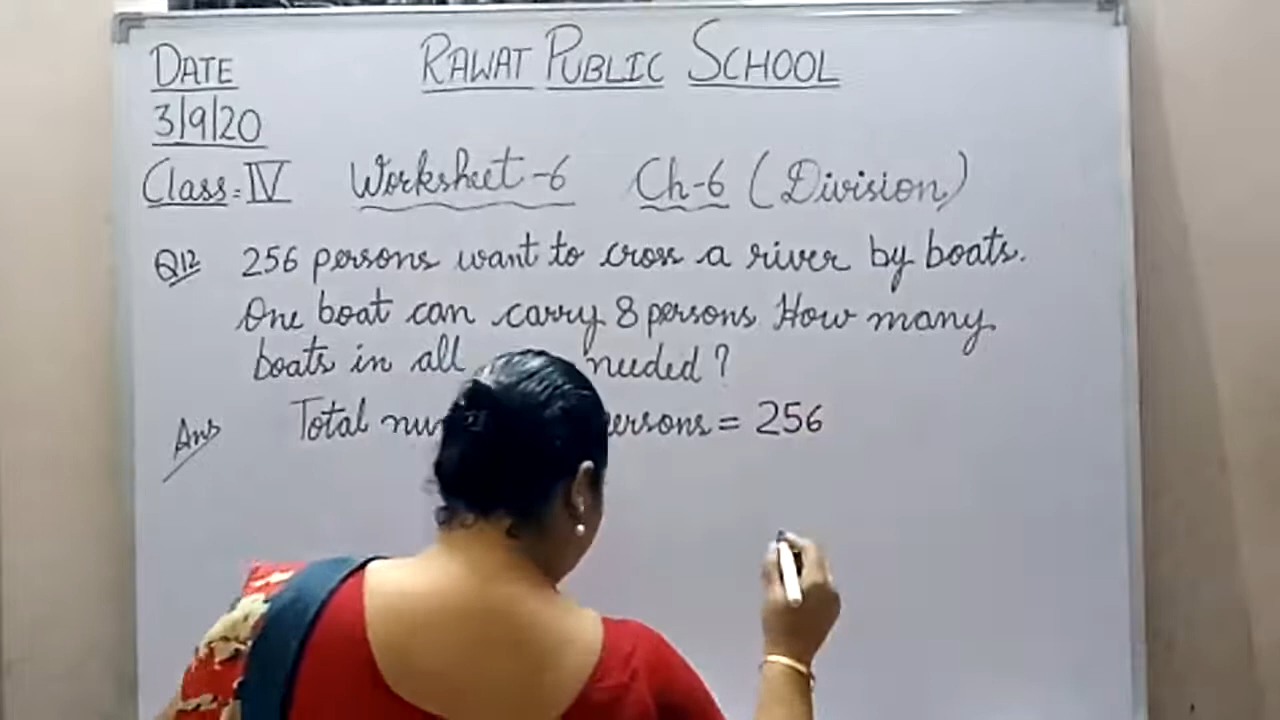 DATE RAWAT PUBLIC SCHOOL
3/9/20
Class = IV Worksheet-6 Ch-6 (Division)
Q12 256 persons want to cross a river by boats.
One boat can carry 8 persons How many
boats in all needed?
Ans Total = 256